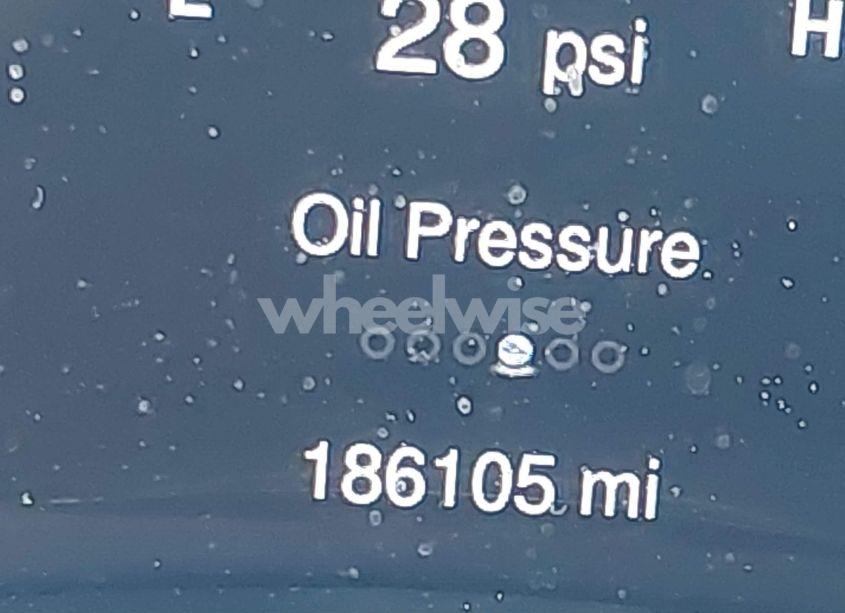 L H
28 psi
Oil Pressure
wheelwise
186105 mi